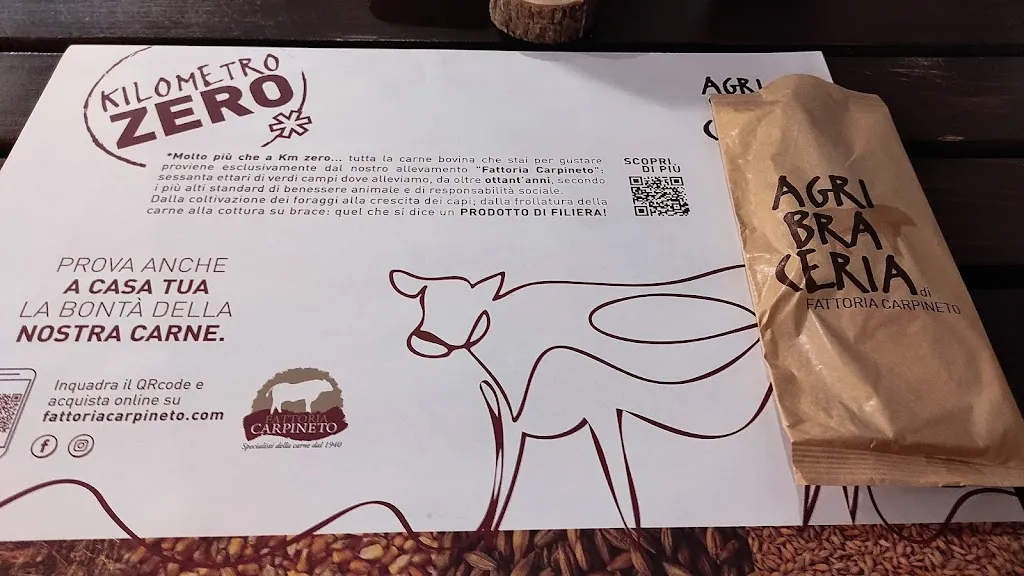 KILOMETRO
ZERO
*Molto più che a Km zero... tutta la carne bovina che stai per gustare
proviene esclusivamente dal nostro allevamento "Fattoria Carpineto":
sessanta ettari di verdi campi dove alleviamo, da oltre ottant'anni, secondo
i più alti standard di benessere animale e di responsabilità sociale.
Dalla coltivazione dei foraggi alla crescita dei capi; dalla frollatura della
carne alla cottura su brace: quel che si dice un PRODOTTO DI FILIERA!
SCOPRI
DI PIÙ
AGRI
PROVA ANCHE
A CASA TUA
LA BONTÀ DELLA
NOSTRA CARNE.
Inquadra il QRcode e
acquista online su
fattoriacarpineto.com
FATTORIA
CARPINETO
Specialisti della carne dal 1940
AGRI
BRA
CERIA
di
FATTORIA CARPINETO